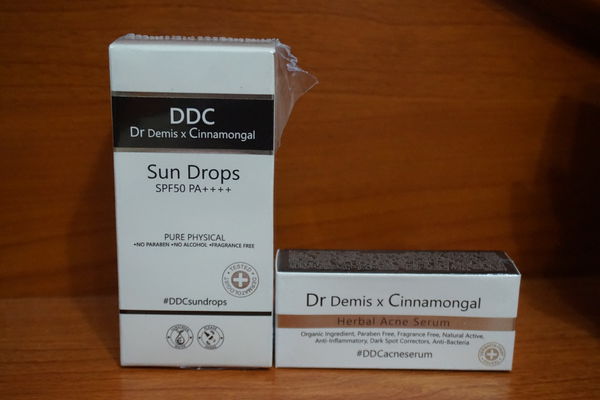 DDC
Dr Demis x Cinnamongal
Sun Drops
SPF50 PA++++
PURE PHYSICAL
•NO PARABEN •NO ALCOHOL •FRAGRANCE FREE
TESTED
DERMATOLOGIST
#DDCsundrops
Dr Demis x Cinnamongal
Herbal Acne Serum
Organic Ingredient, Paraben Free, Fragrance Free, Natural Active,
Anti-Inflammatory, Dark Spot Correctors, Anti-Bacteria
#DDCacneserum